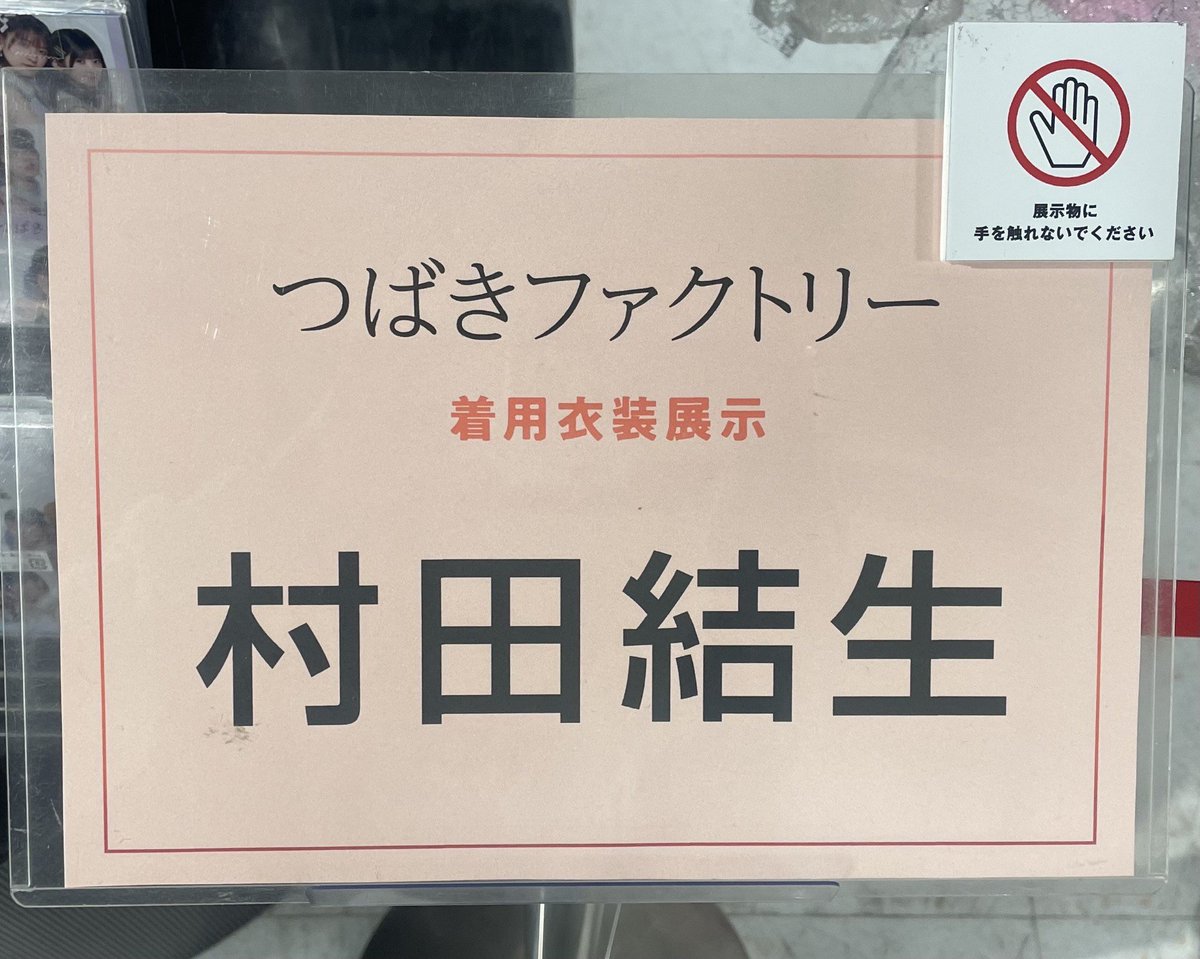 展示物に
手を触れないでください
つばきファクトリー
着用衣装展示
村田結生